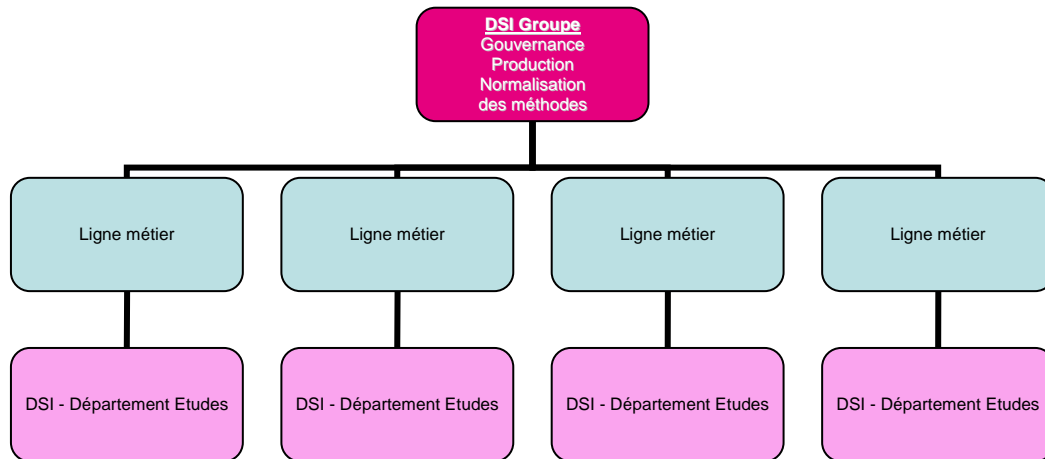 DSI Groupe
Gouvernance
Production
Normalisation
des méthodes
Ligne métier
Ligne métier
Ligne métier
Ligne métier
DSI - Département Etudes
DSI - Département Etudes
DSI - Département Etudes
DSI - Département Etudes